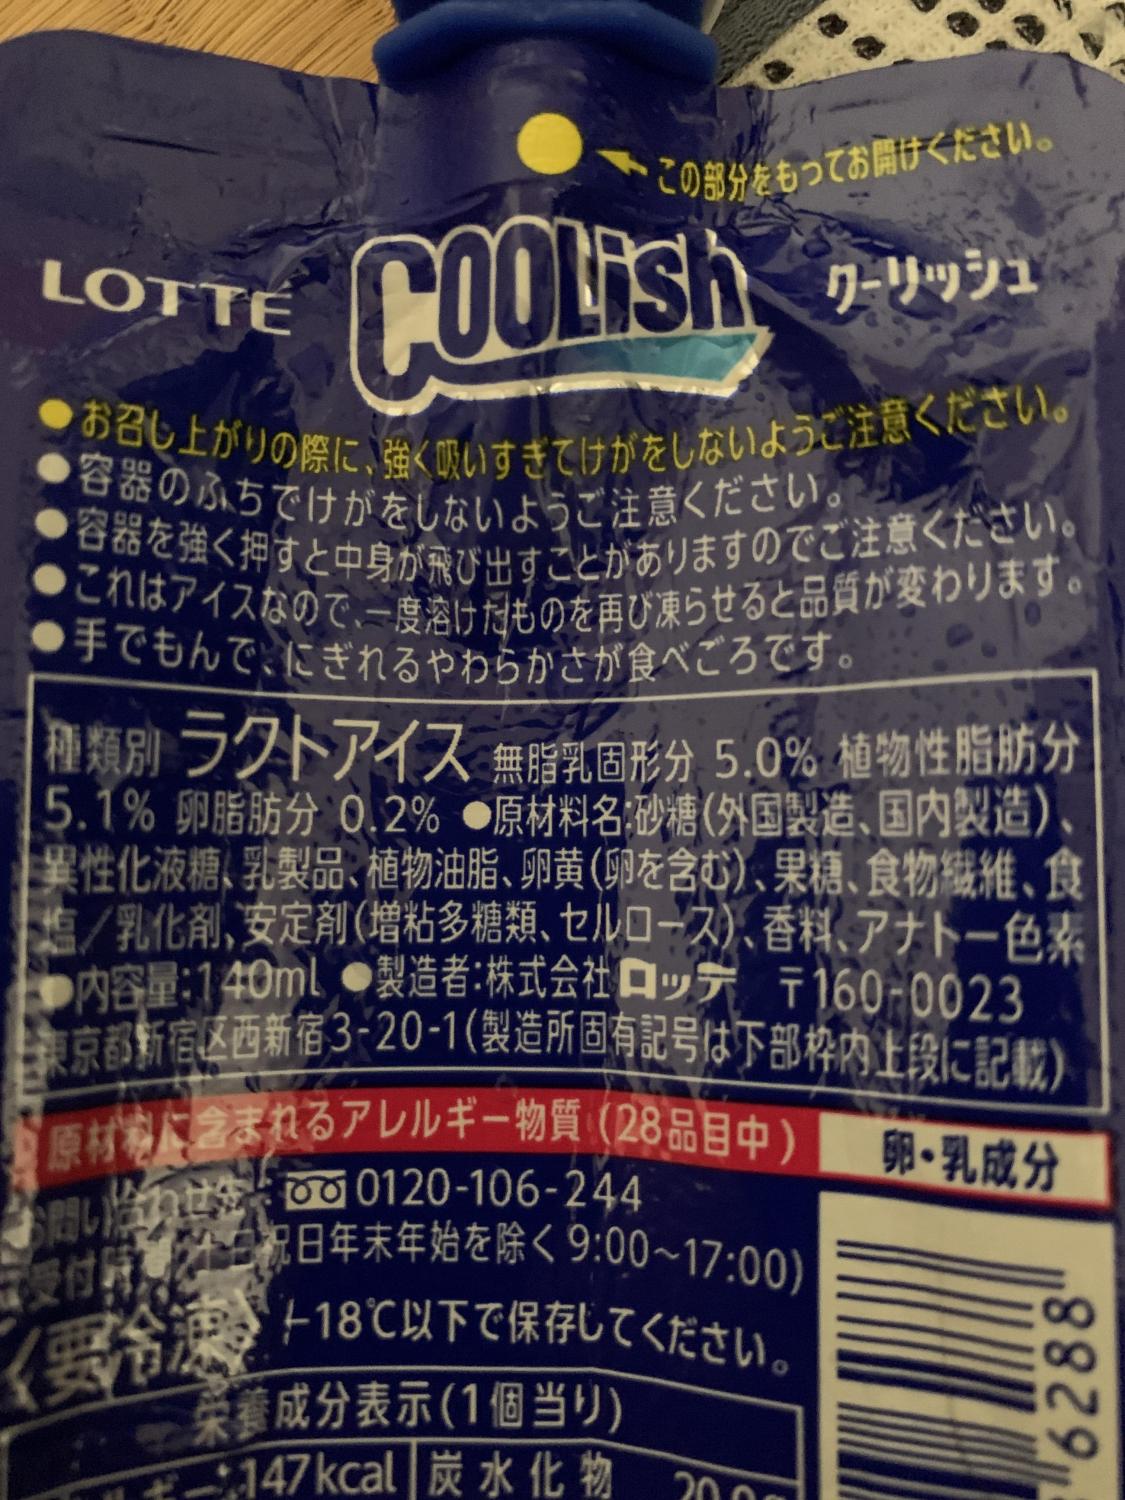 この部分をもってお開けください。
LOTTE COOLish クーリッシュ
●お召し上がりの際に、強く吸いすぎてけがをしないようご注意ください。
●容器のふちでけがをしないようご注意ください。
●容器を強く押すと中身が飛び出すことがありますのでご注意ください。
●これはアイスなので、一度溶けたものを再び凍らせると品質が変わります。
●手でもんで、にぎれるやわらかさが食べごろです。
種類別 ラクトアイス 無脂乳固形分 5.0% 植物性脂肪分
5.1% 卵脂肪分 0.2% ●原材料名:砂糖(外国製造、国内製造)、
異性化液糖、乳製品、植物油脂、卵黄(卵を含む)、果糖、食物繊維、食
塩/乳化剤、安定剤(増粘多糖類、セルロース)、香料、アナトー色素
●内容量:140ml ●製造者:株式会社ロッテ 〒160-0023
東京都新宿区西新宿3-20-1(製造所固有記号は下部枠内上段に記載)
原材料に含まれるアレルギー物質(28品目中) 卵・乳成分
お問い合わせ先 0120-106-244
祝日年末年始を除く9:00~17:00)
〈要冷凍〉 -18℃以下で保存してください。
栄養成分表示(1個当り)
147kcal 炭水化物
6288